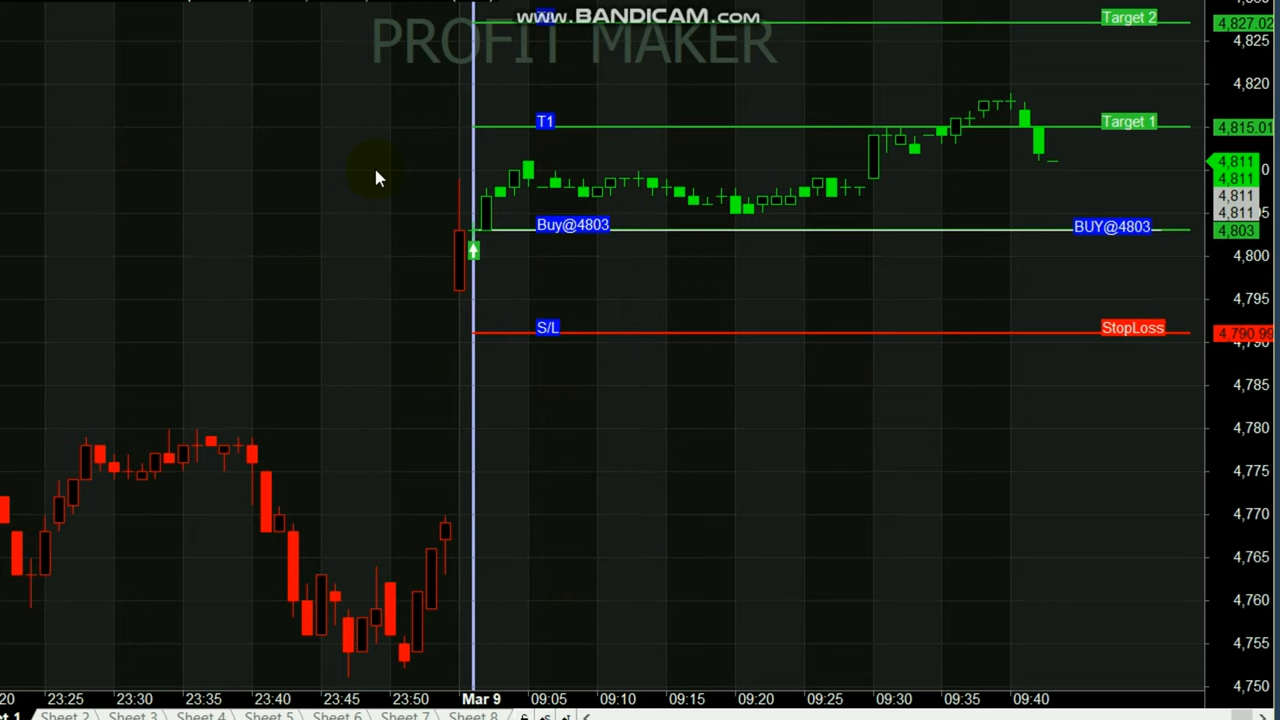 www.BANDICAM.com
PROFIT MAKER
Target 2
4,827.02
4,825
4,820
T1
Target 1
4,815.01
4,811
4,811
4,811
4,811
Buy@4803
BUY@4803
4,803
4,800
4,795
S/L
StopLoss
4,790.99
4,790
4,785
4,780
4,775
4,770
4,765
4,760
4,755
4,750
23:25 23:30 23:35 23:40 23:45 23:50 Mar 9 09:05 09:10 09:15 09:20 09:25 09:30 09:35 09:40
Sheet 2 Sheet 3 Sheet 4 Sheet 5 Sheet 6 Sheet 7 Sheet 8